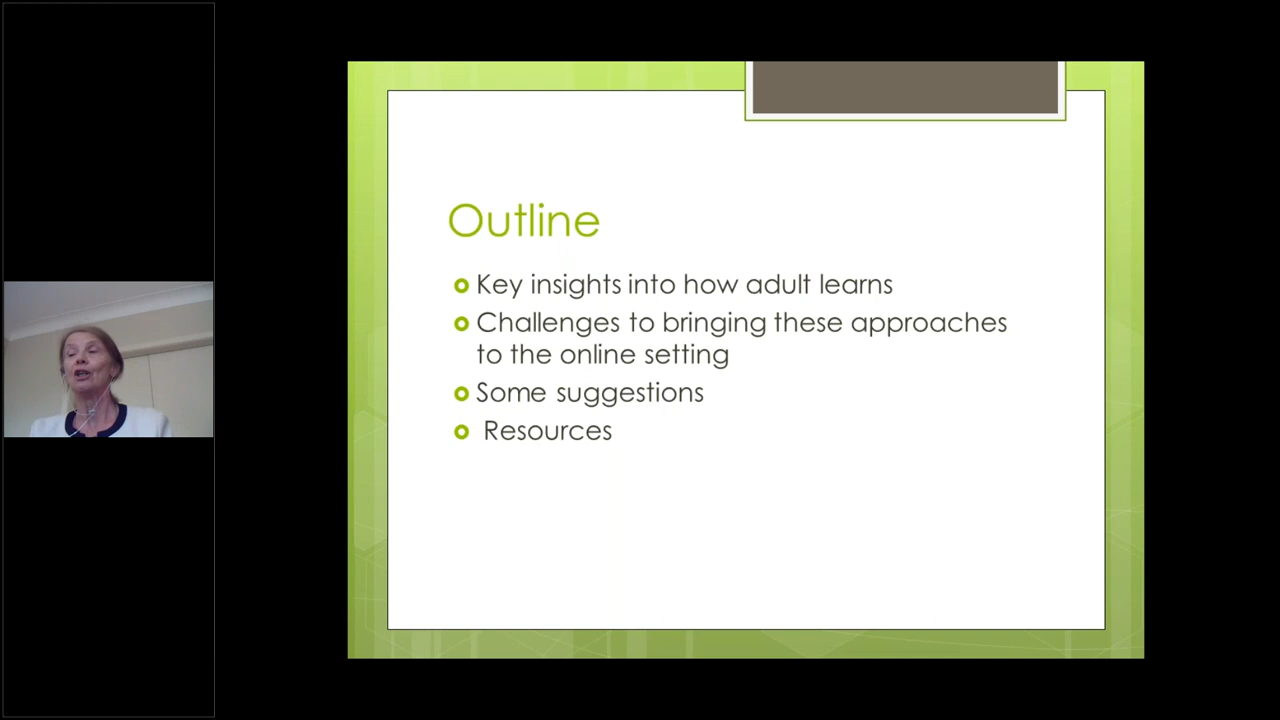 Outline
Key insights into how adult learns
Challenges to bringing these approaches
to the online setting
Some suggestions
Resources